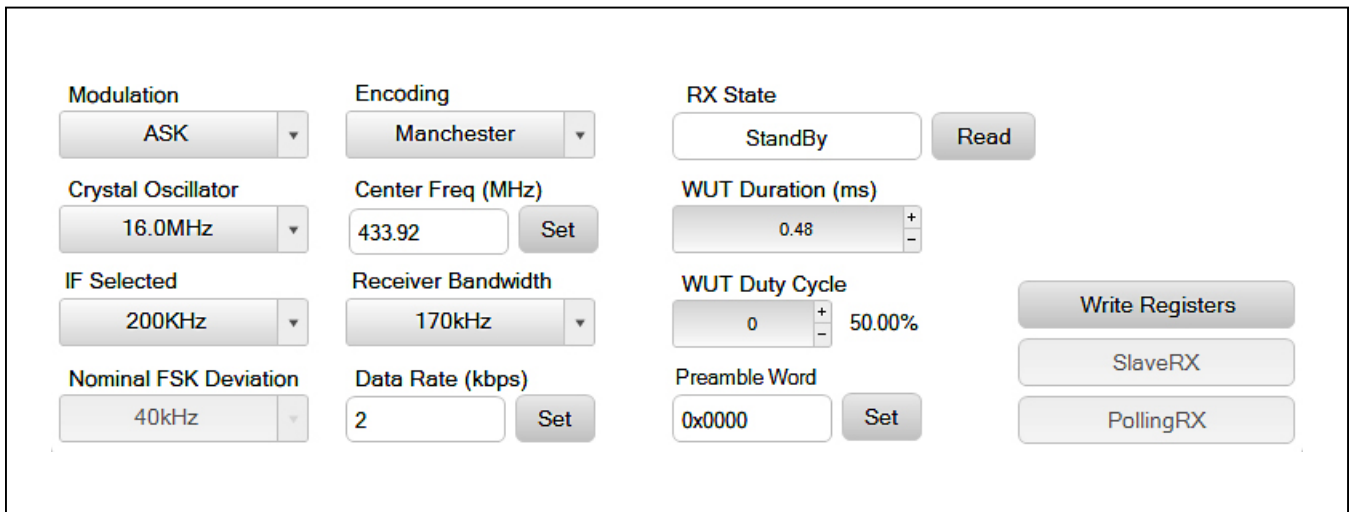 Modulation
ASK
Encoding
Manchester
RX State
StandBy
Read
Crystal Oscillator
16.0MHz
Center Freq (MHz)
433.92
Set
WUT Duration (ms)
0.48
+
−
IF Selected
200KHz
Receiver Bandwidth
170kHz
WUT Duty Cycle
0
+
−
50.00%
Write Registers
SlaveRX
PollingRX
Nominal FSK Deviation
40kHz
Data Rate (kbps)
2
Set
Preamble Word
0x0000
Set